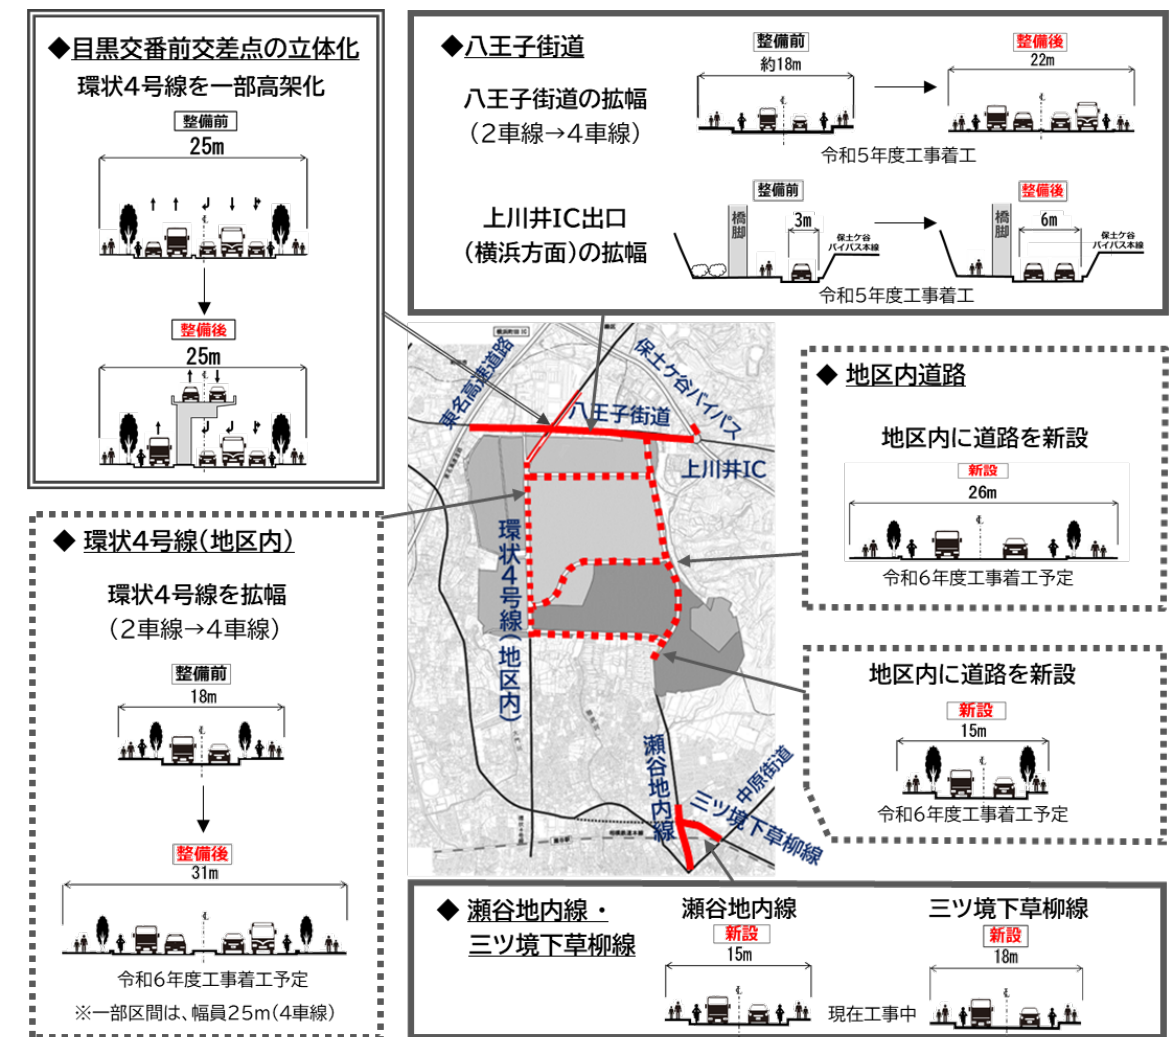 ◆目黒交番前交差点の立体化
環状4号線を一部高架化
整備前
25m
整備後
25m
◆八王子街道
八王子街道の拡幅
(2車線→4車線)
整備前
約18m
整備後
22m
令和5年度工事着工
上川井IC出口
(横浜方面)の拡幅
整備前
橋脚
3m
保土ケ谷
バイパス本線
整備後
橋脚
6m
保土ケ谷
バイパス本線
令和5年度工事着工
東名高速道路
保土ケ谷バイパス
八王子街道
上川井IC
環状4号線(地区内)
瀬谷地内線
中原街道
三ツ境下草柳線
◆ 地区内道路
地区内に道路を新設
新設
26m
令和6年度工事着工予定
地区内に道路を新設
新設
15m
令和6年度工事着工予定
◆ 環状4号線(地区内)
環状4号線を拡幅
(2車線→4車線)
整備前
18m
整備後
31m
令和6年度工事着工予定
※一部区間は、幅員25m(4車線)
◆ 瀬谷地内線・
三ツ境下草柳線
瀬谷地内線
新設
15m
現在工事中
三ツ境下草柳線
新設
18m